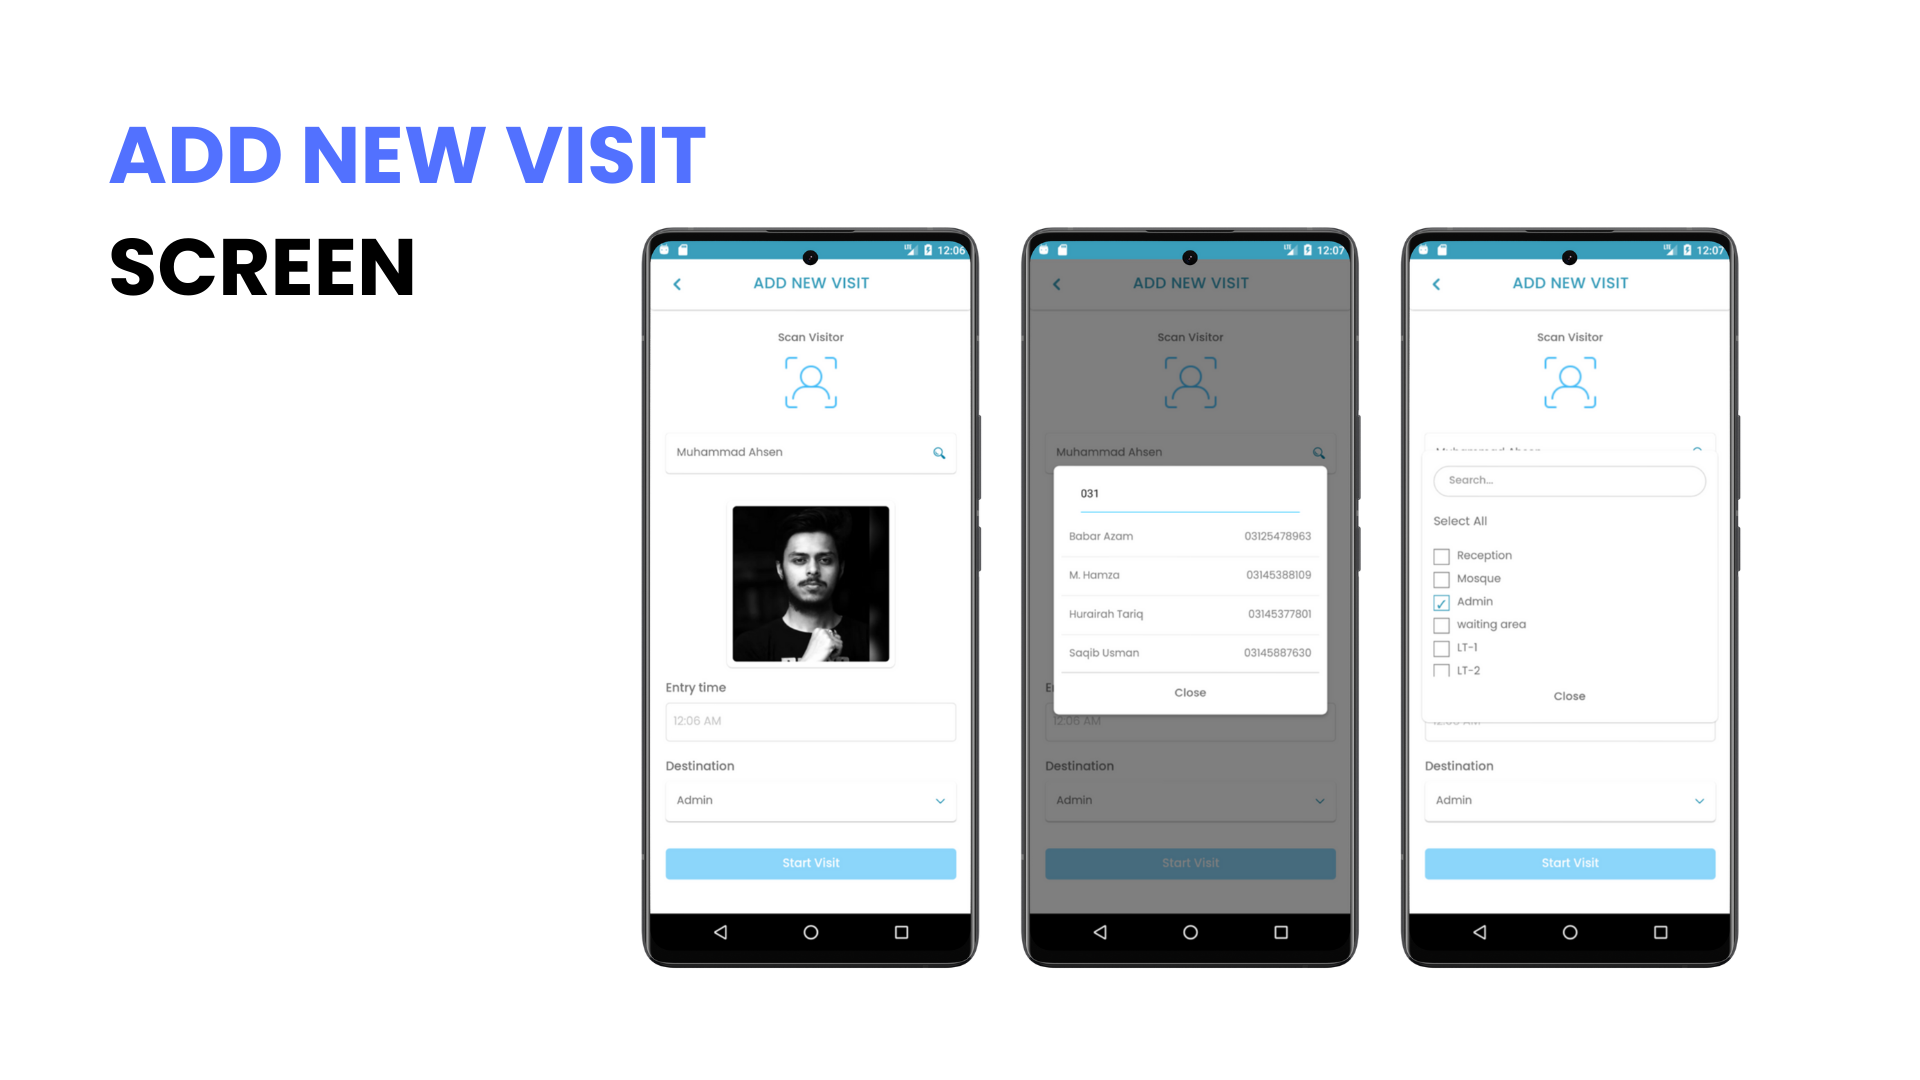 ADD NEW VISIT
SCREEN
12:06
ADD NEW VISIT
Scan Visitor
Muhammad Ahsen
Entry time
12:06 AM
Destination
Admin
Start Visit
12:07
ADD NEW VISIT
Scan Visitor
Muhammad Ahsen
031
Babar Azam 03125478963
M. Hamza 03145388109
Hurairah Tariq 03145377801
Saqib Usman 03145887630
Close
12:06 AM
Destination
Admin
Start Visit
12:07
ADD NEW VISIT
Scan Visitor
Search...
Select All
Reception
Mosque
Admin
waiting area
LT-1
LT-2
Close
Destination
Admin
Start Visit